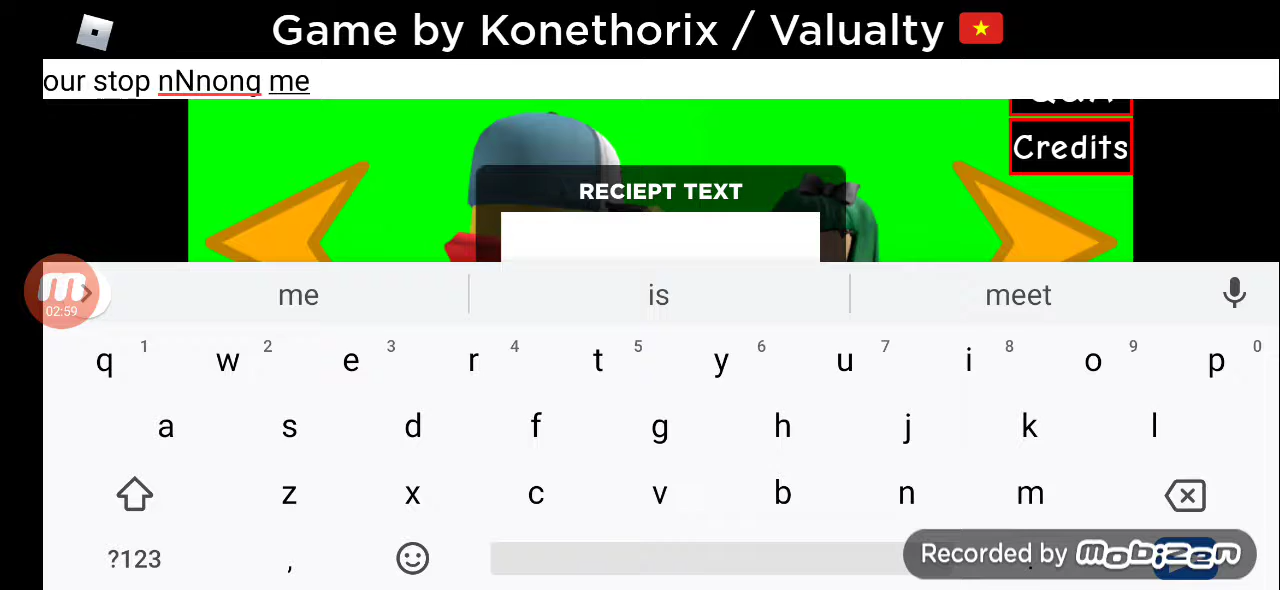 Game by Konethorix / Valualty
our stop nNnong me
Credits
RECIEPT TEXT
02:59
me is meet
q 1 w 2 e 3 r 4 t 5 y 6 u 7 i 8 o 9 p 0
a s d f g h j k l
z x c v b n m
?123 , .
Recorded by mobizen